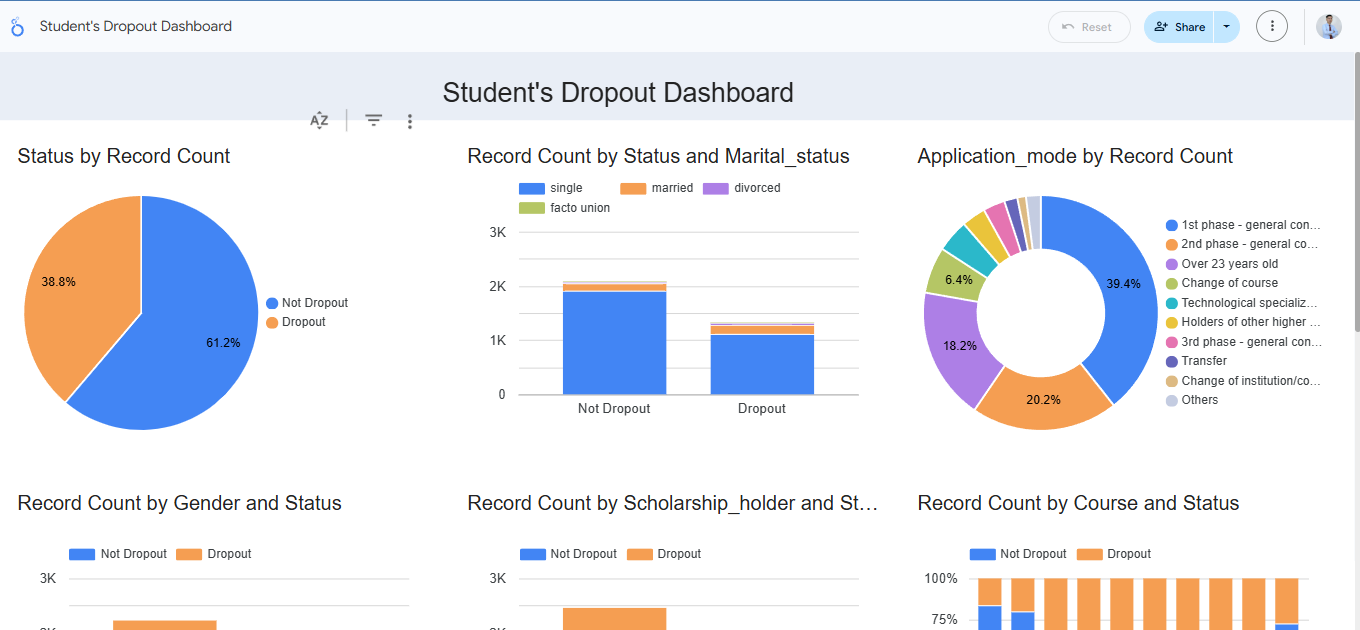 Student's Dropout Dashboard
Reset
Share
Student's Dropout Dashboard
AZ
Status by Record Count
38.8%
61.2%
Not Dropout
Dropout
Record Count by Status and Marital_status
single married divorced
facto union
3K
2K
1K
0
Not Dropout Dropout
Application_mode by Record Count
39.4%
20.2%
18.2%
6.4%
1st phase - general con...
2nd phase - general co...
Over 23 years old
Change of course
Technological specializ...
Holders of other higher ...
3rd phase - general con...
Transfer
Change of institution/co...
Others
Record Count by Gender and Status
Not Dropout Dropout
3K
Record Count by Scholarship_holder and St...
Not Dropout Dropout
3K
Record Count by Course and Status
Not Dropout Dropout
100%
75%